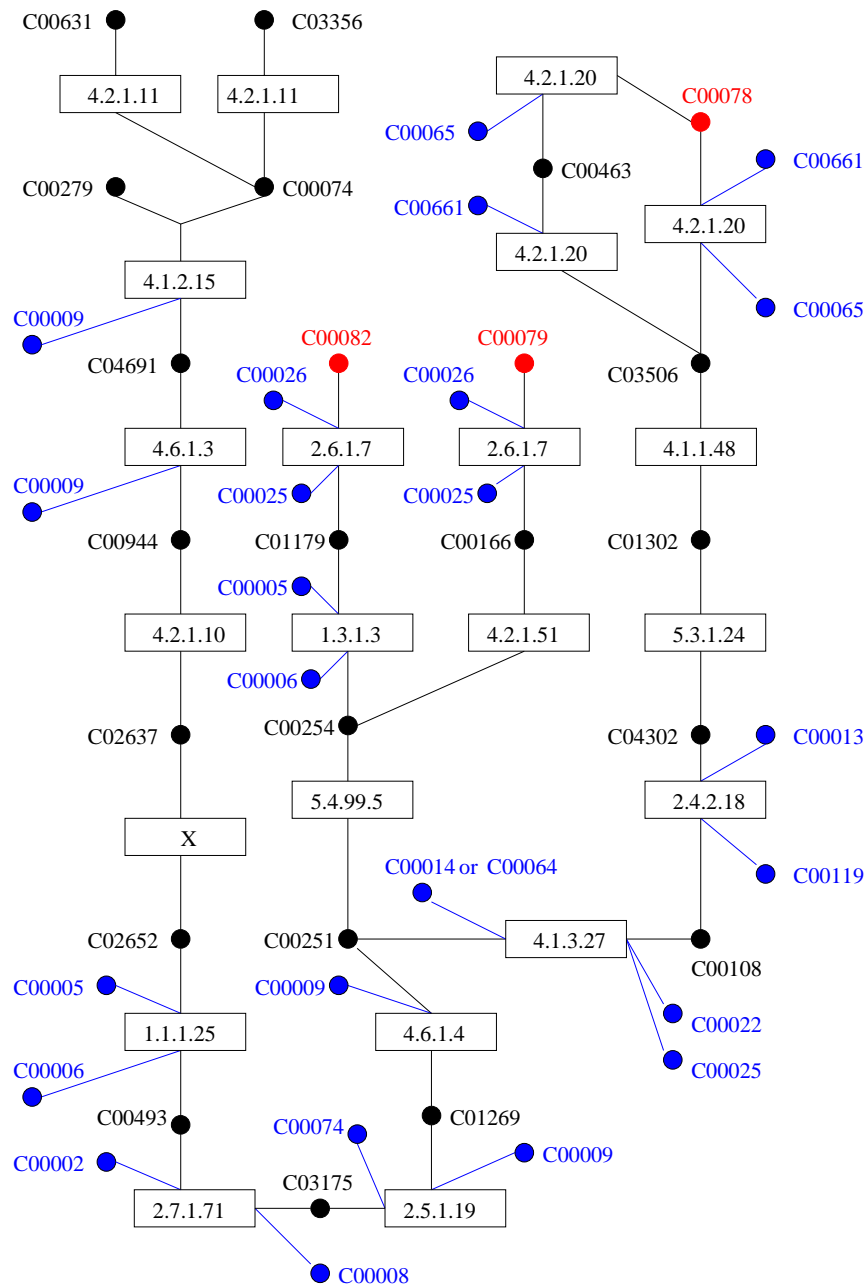 C00631
C03356
4.2.1.11
4.2.1.11
4.2.1.20
C00078
C00065
C00661
C00279
C00074
C00463
C00661
4.2.1.20
4.2.1.20
4.1.2.15
C00009
C00065
C04691
C00082
C00079
C03506
C00026
C00026
4.6.1.3
2.6.1.7
2.6.1.7
4.1.1.48
C00009
C00025
C00025
C00944
C01179
C00166
C01302
C00005
4.2.1.10
1.3.1.3
4.2.1.51
5.3.1.24
C00006
C02637
C00254
C04302
C00013
5.4.99.5
2.4.2.18
X
C00014 or C00064
C00119
C02652
C00251
4.1.3.27
C00108
C00005
C00009
C00022
1.1.1.25
4.6.1.4
C00006
C00025
C00493
C01269
C00074
C00002
C00009
C03175
2.7.1.71
2.5.1.19
C00008